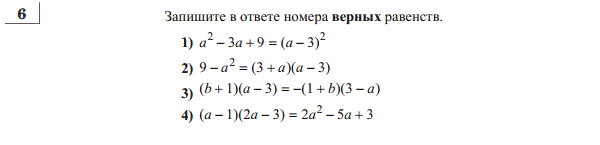 6
Запишите в ответе номера верных равенств.
1) a² − 3a + 9 = (a − 3)²
2) 9 − a² = (3 + a)(a − 3)
3) (b + 1)(a − 3) = −(1 + b)(3 − a)
4) (a − 1)(2a − 3) = 2a² − 5a + 3